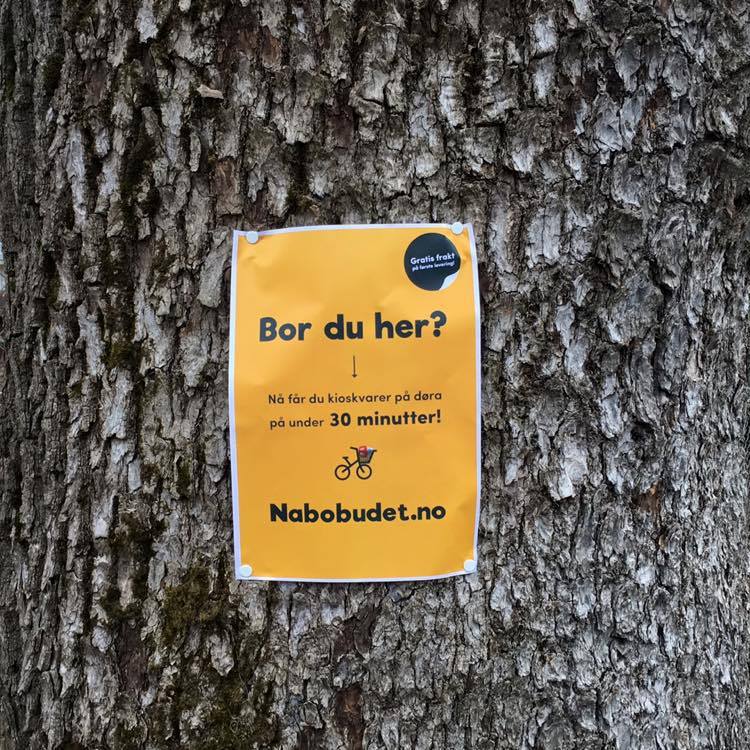 Gratis frakt
på første levering!
Bor du her?
Nå får du kioskvarer på døra
på under 30 minutter!
Nabobudet.no